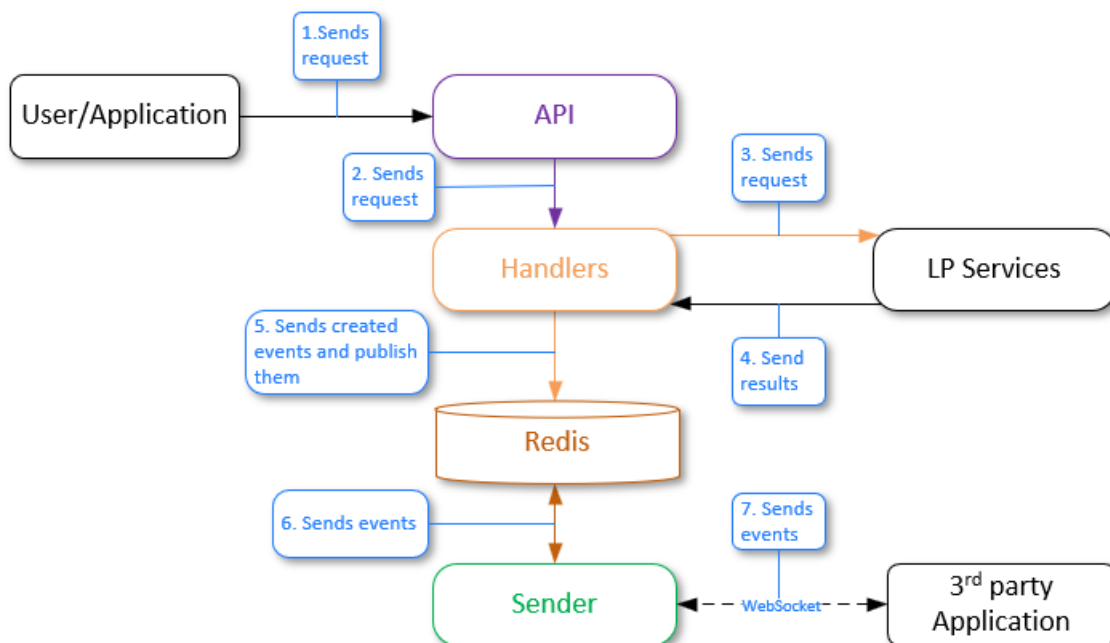 1.Sends
request
User/Application
API
2. Sends
request
3. Sends
request
Handlers
LP Services
5. Sends created
events and publish
them
4. Send
results
Redis
6. Sends events
7. Sends
events
Sender
WebSocket
3rd party
Application